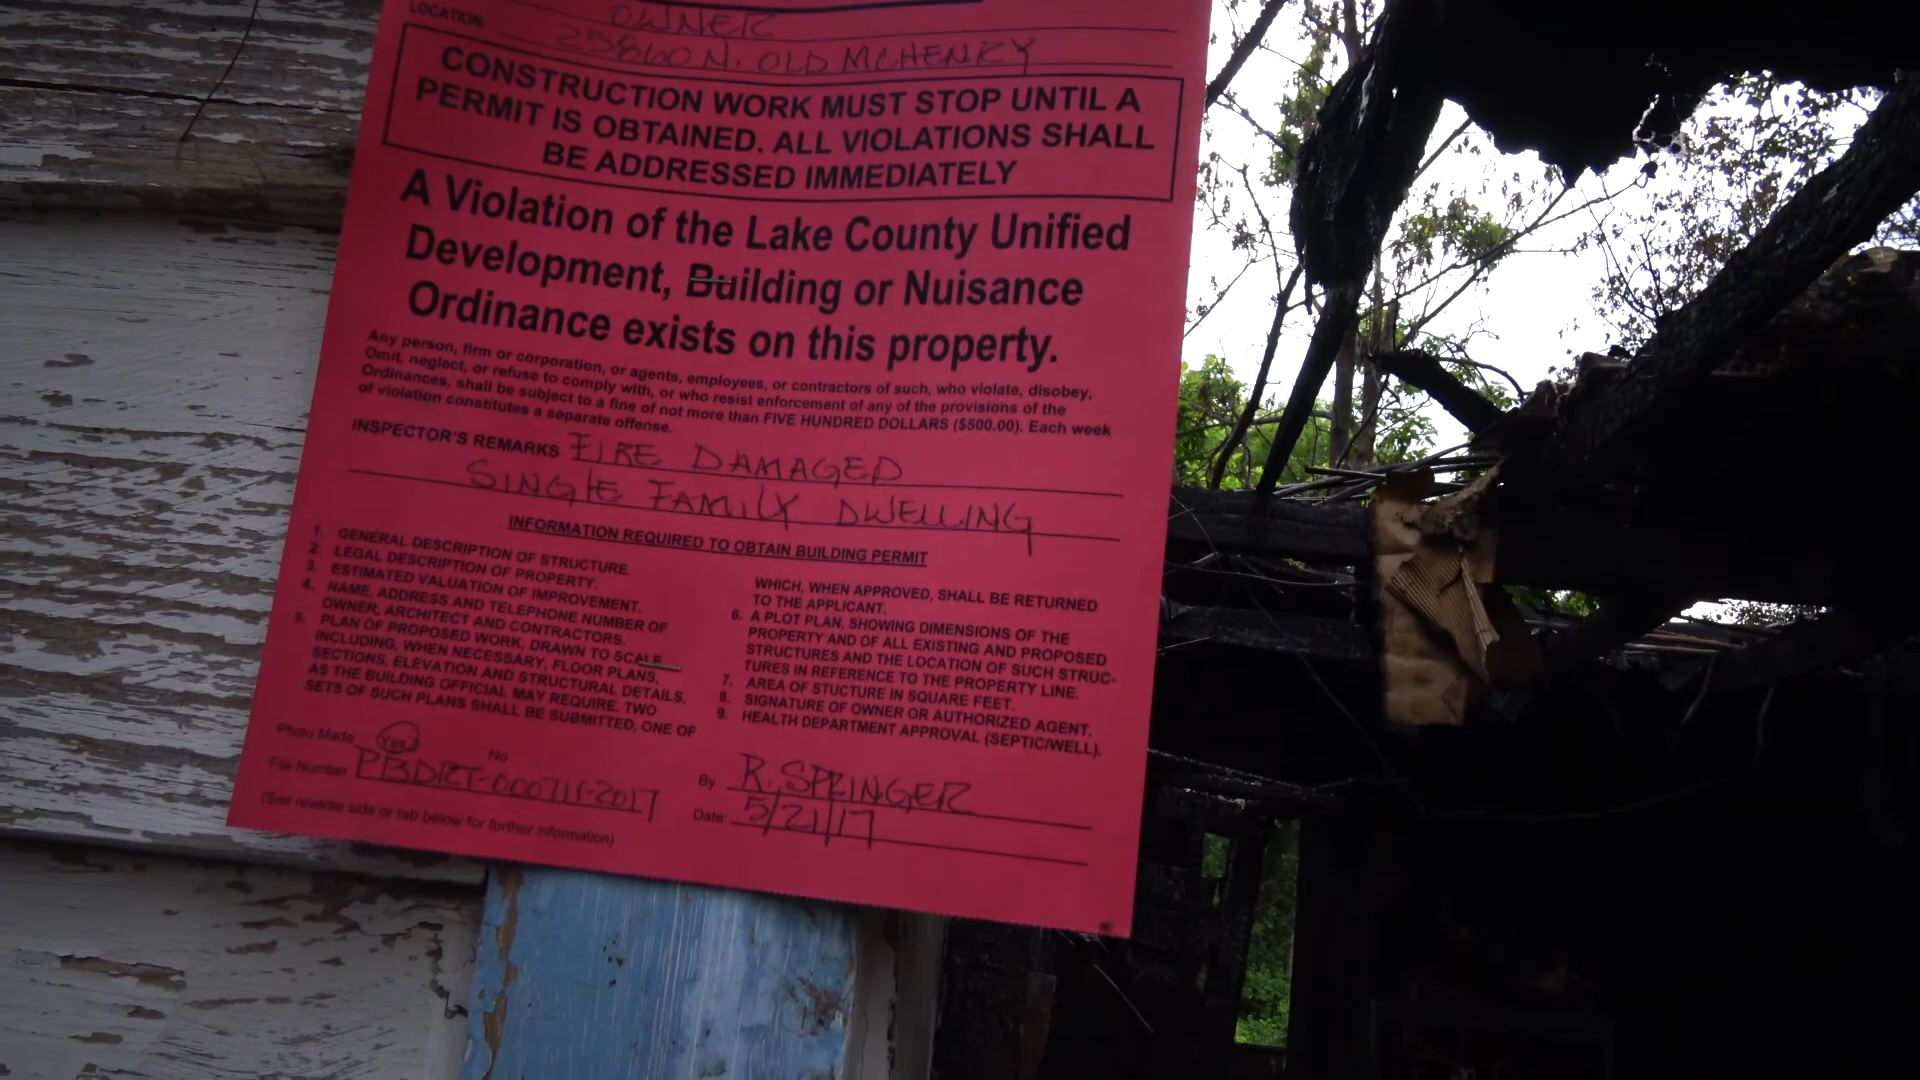 OWNER
LOCATION: 25860 N. OLD MCHENRY
CONSTRUCTION WORK MUST STOP UNTIL A
PERMIT IS OBTAINED. ALL VIOLATIONS SHALL
BE ADDRESSED IMMEDIATELY
A Violation of the Lake County Unified
Development, Building or Nuisance
Ordinance exists on this property.
Any person, firm or corporation, or agents, employees, or contractors of such, who violate, disobey,
Omit, neglect, or refuse to comply with, or who resist enforcement of any of the provisions of the
Ordinances, shall be subject to a fine of not more than FIVE HUNDRED DOLLARS ($500.00). Each week
of violation constitutes a separate offense.
INSPECTOR'S REMARKS FIRE DAMAGED
SINGLE FAMILY DWELLING
INFORMATION REQUIRED TO OBTAIN BUILDING PERMIT
1. GENERAL DESCRIPTION OF STRUCTURE.
2. LEGAL DESCRIPTION OF PROPERTY.
3. ESTIMATED VALUATION OF IMPROVEMENT.
4. NAME, ADDRESS AND TELEPHONE NUMBER OF
OWNER, ARCHITECT AND CONTRACTORS.
5. PLAN OF PROPOSED WORK, DRAWN TO SCALE
INCLUDING, WHEN NECESSARY, FLOOR PLANS,
SECTIONS, ELEVATION AND STRUCTURAL DETAILS,
AS THE BUILDING OFFICIAL MAY REQUIRE. TWO
SETS OF SUCH PLANS SHALL BE SUBMITTED, ONE OF
WHICH, WHEN APPROVED, SHALL BE RETURNED
TO THE APPLICANT.
6. A PLOT PLAN, SHOWING DIMENSIONS OF THE
PROPERTY AND OF ALL EXISTING AND PROPOSED
STRUCTURES AND THE LOCATION OF SUCH STRUC-
TURES IN REFERENCE TO THE PROPERTY LINE.
7. AREA OF STUCTURE IN SQUARE FEET.
8. SIGNATURE OF OWNER OR AUTHORIZED AGENT.
9. HEALTH DEPARTMENT APPROVAL (SEPTIC/WELL).
Photo Made Yes No
File Number PBDRT-000711-2017
(See reverse side or tab below for further information)
By R. SPRINGER
Date: 5/21/17